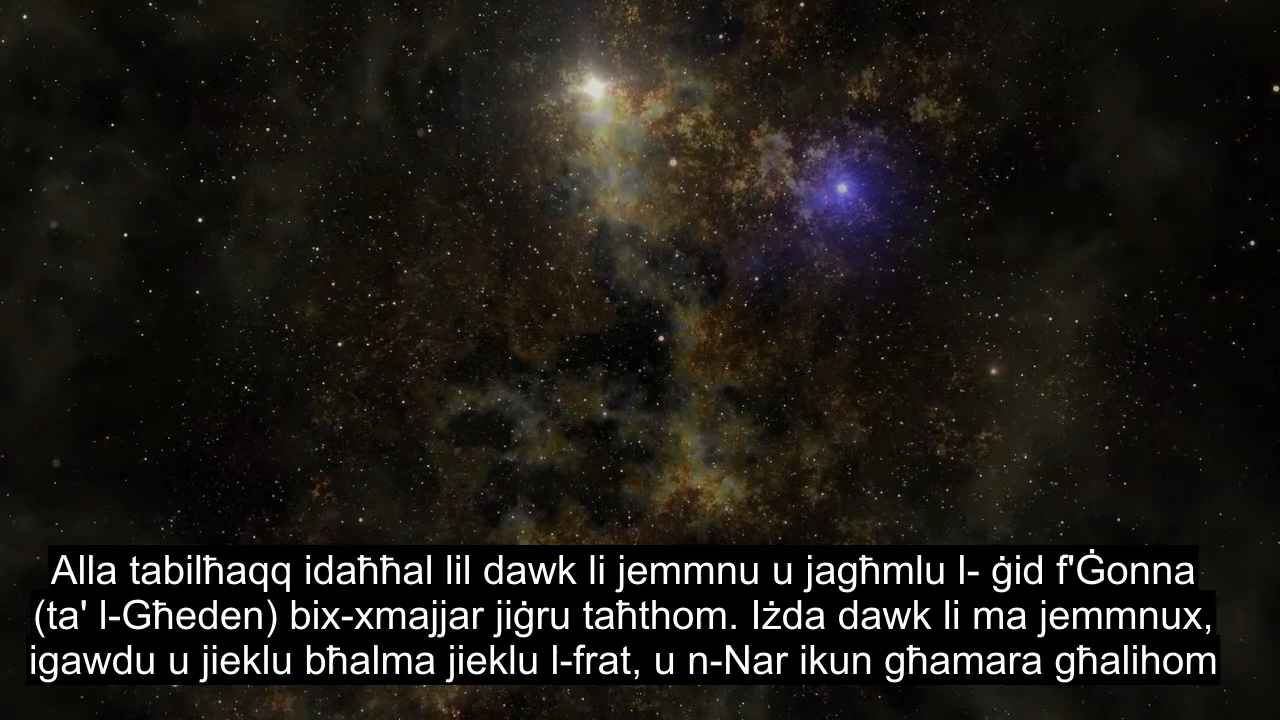 Alla tabilħaqq idaħħal lil dawk li jemmnu u jagħmlu l- ġid f'Ġonna
(ta' l-Għeden) bix-xmajjar jiġru taħthom. Iżda dawk li ma jemmnux,
igawdu u jieklu bħalma jieklu l-frat, u n-Nar ikun għamara għalihom